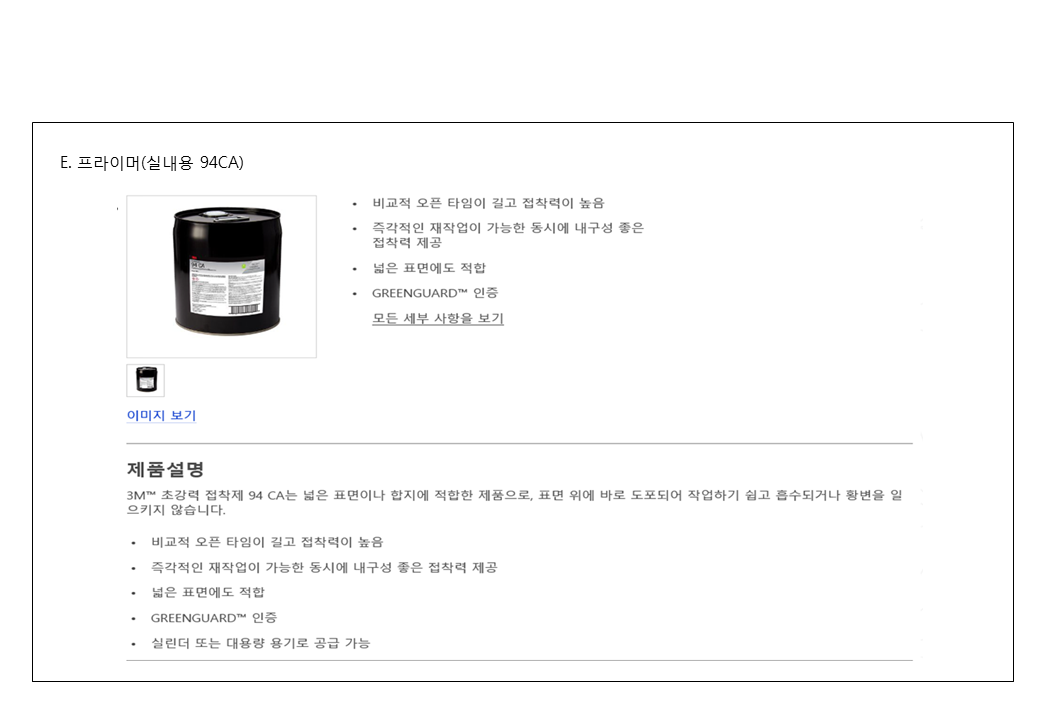 E. 프라이머(실내용 94CA)
• 비교적 오픈 타임이 길고 접착력이 높음
• 즉각적인 재작업이 가능한 동시에 내구성 좋은
접착력 제공
• 넓은 표면에도 적합
• GREENGUARD™ 인증
모든 세부 사항을 보기
94 CA
이미지 보기
제품설명
3M™ 초강력 접착제 94 CA는 넓은 표면이나 합지에 적합한 제품으로, 표면 위에 바로 도포되어 작업하기 쉽고 흡수되거나 황변을 일
으키지 않습니다.
• 비교적 오픈 타임이 길고 접착력이 높음
• 즉각적인 재작업이 가능한 동시에 내구성 좋은 접착력 제공
• 넓은 표면에도 적합
• GREENGUARD™ 인증
• 실린더 또는 대용량 용기로 공급 가능